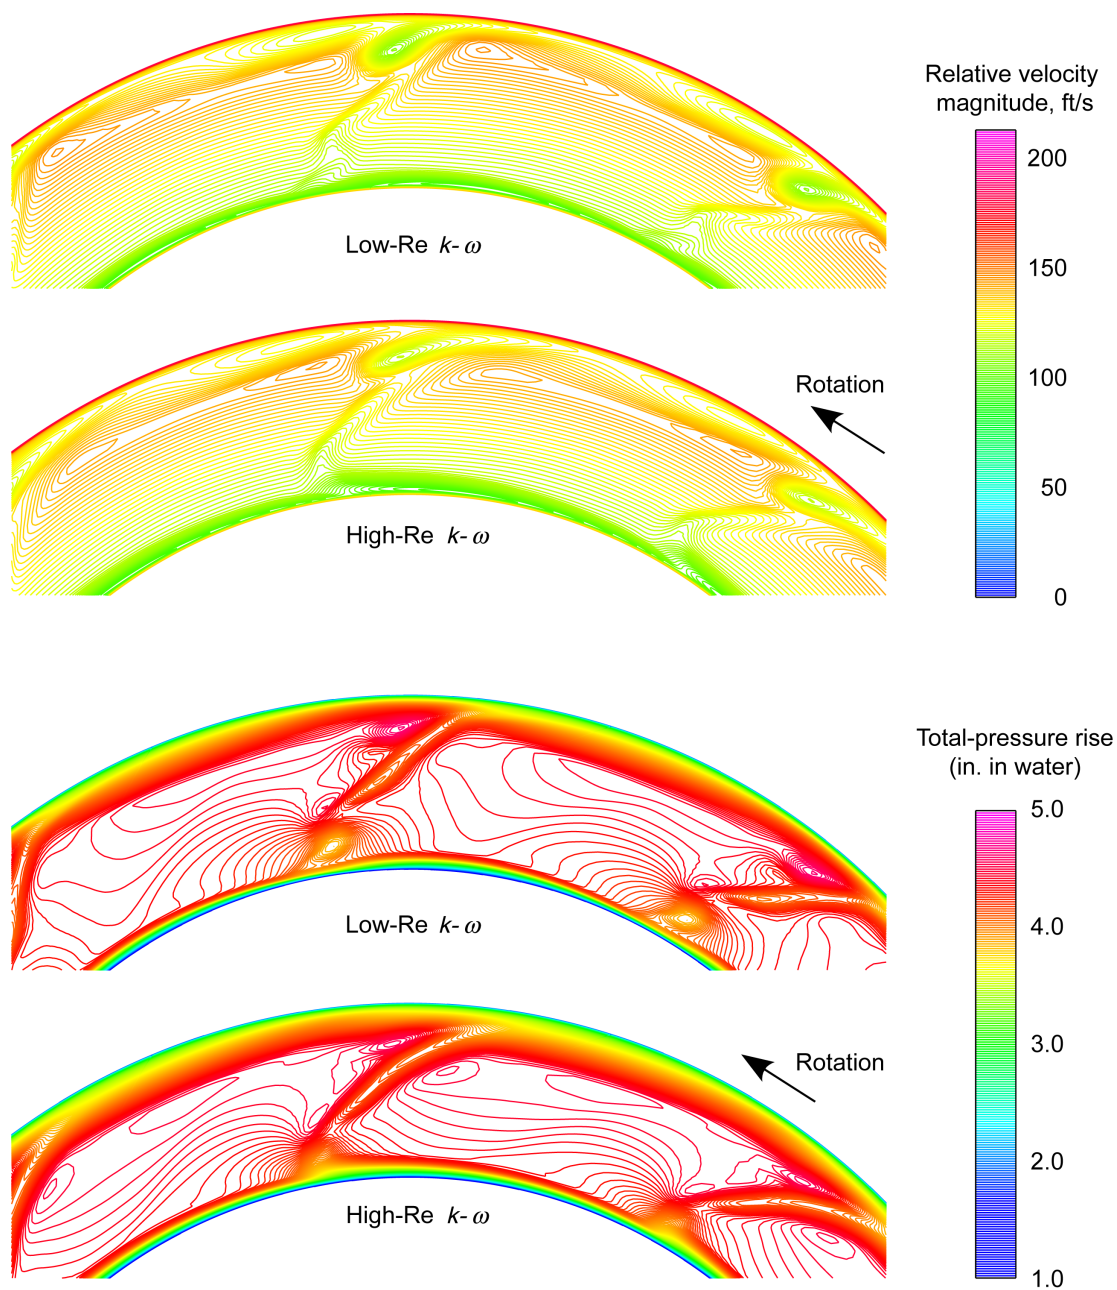 Relative velocity
magnitude, ft/s
200
150
100
50
0
Low-Re k-ω
Rotation
High-Re k-ω
Total-pressure rise
(in. in water)
5.0
4.0
3.0
2.0
1.0
Low-Re k-ω
Rotation
High-Re k-ω